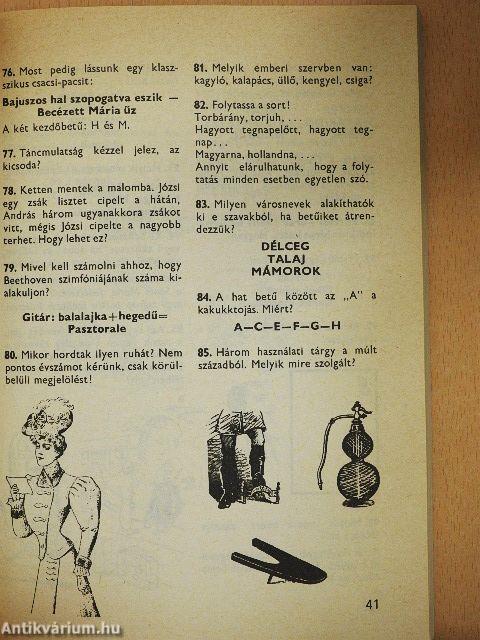 76. Most pedig lássunk egy klasz-
szikus csacsi-pacsit:
Bajuszos hal szopogatva eszik —
Becézett Mária űz
A két kezdőbetű: H és M.
77. Táncmulatság kézzel jelez, az
kicsoda?
78. Ketten mentek a malomba. Józsi
egy zsák lisztet cipelt a hátán,
András három ugyanakkora zsákot
vitt, mégis Józsi cipelte a nagyobb
terhet. Hogy lehet ez?
79. Mivel kell számolni ahhoz, hogy
Beethoven szimfóniájának száma ki-
alakuljon?
Gitár: balalajka+hegedű=
Pasztorale
80. Mikor hordtak ilyen ruhát? Nem
pontos évszámot kérünk, csak körül-
belüli megjelölést!
81. Melyik emberi szervben van:
kagyló, kalapács, üllő, kengyel, csiga?
82. Folytassa a sort!
Torbárány, torjuh, ...
Hagyott tegnapelőtt, hagyott teg-
nap...
Magyarna, hollandna, ...
Annyit elárulhatunk, hogy a foly-
tatás minden esetben egyetlen szó.
83. Milyen városnevek alakíthatók
ki e szavakból, ha betűiket átren-
dezzük?
DÉLCEG
TALAJ
MÁMOROK
84. A hat betű között az „A" a
kakukktojás. Miért?
A—C—E—F—G—H
85. Három használati tárgy a múlt
századból. Melyik mire szolgált?
41
Antikvárium.hu